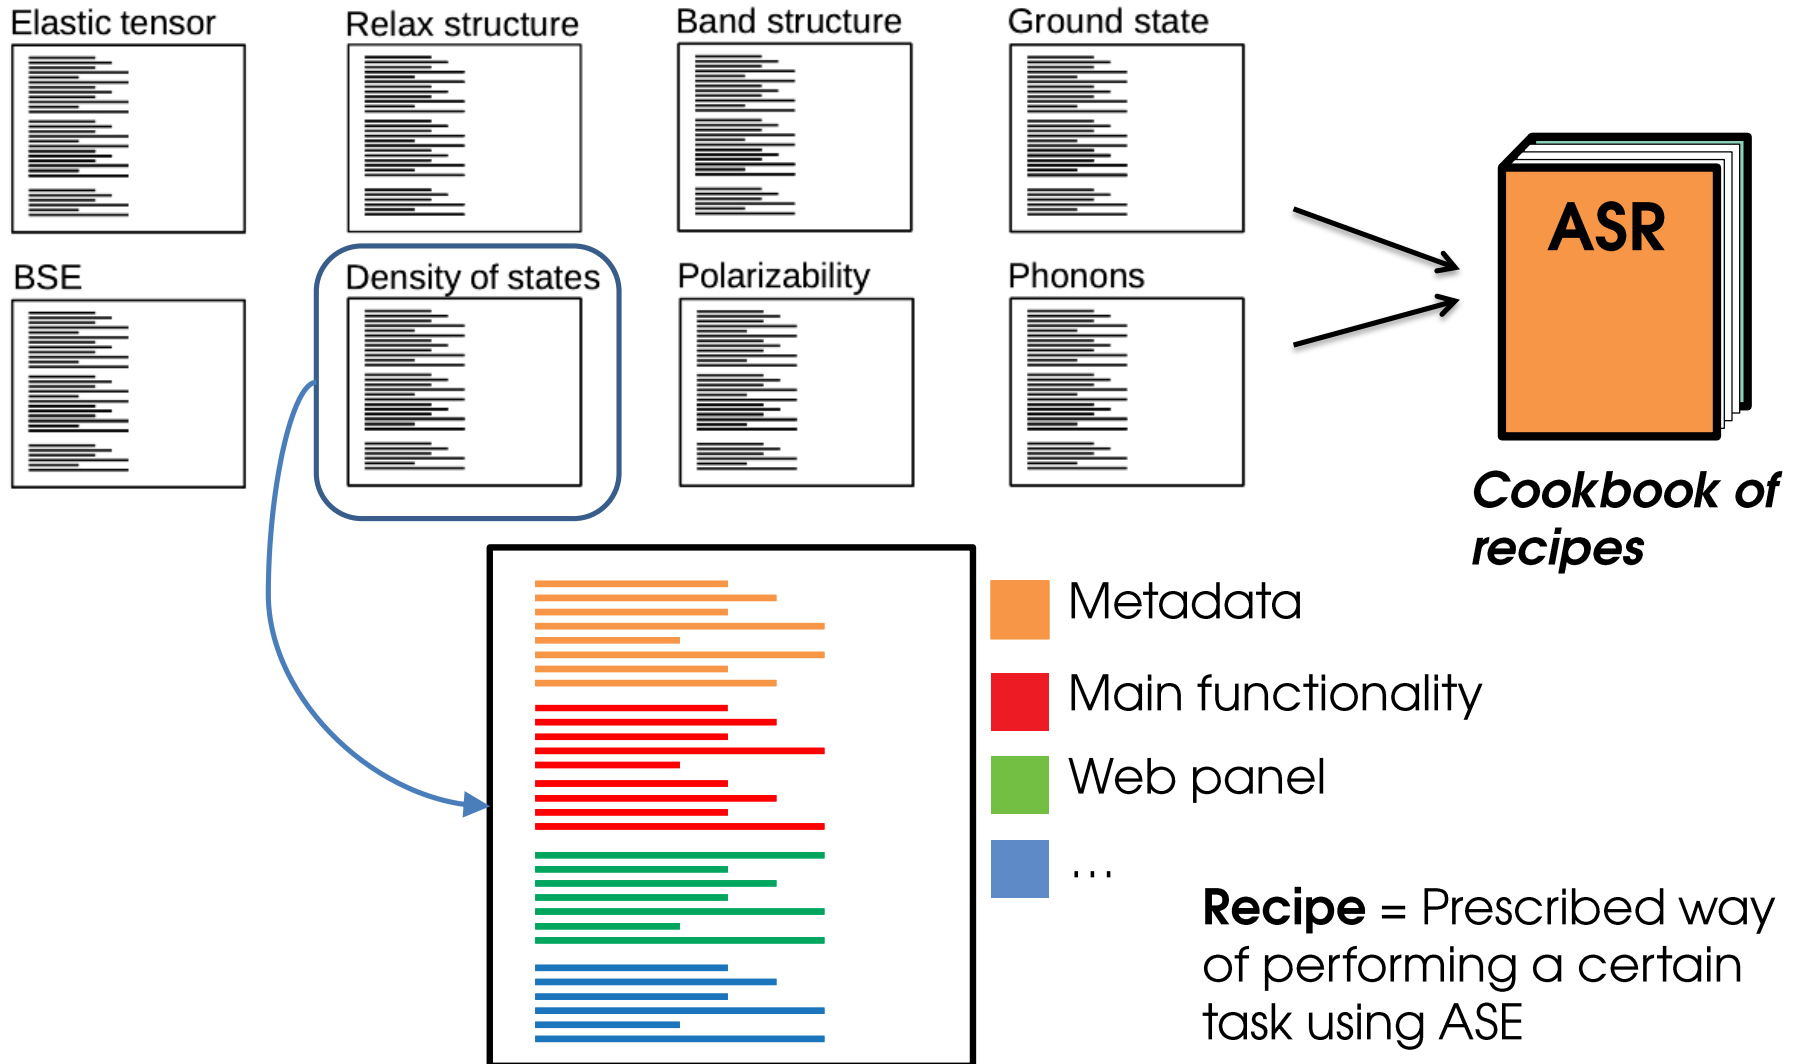 Elastic tensor
Relax structure
Band structure
Ground state
BSE
Density of states
Polarizability
Phonons
ASR
Cookbook of
recipes
Metadata
Main functionality
Web panel
...
Recipe = Prescribed way
of performing a certain
task using ASE